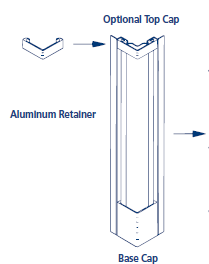 Optional Top Cap
Aluminum Retainer
Base Cap